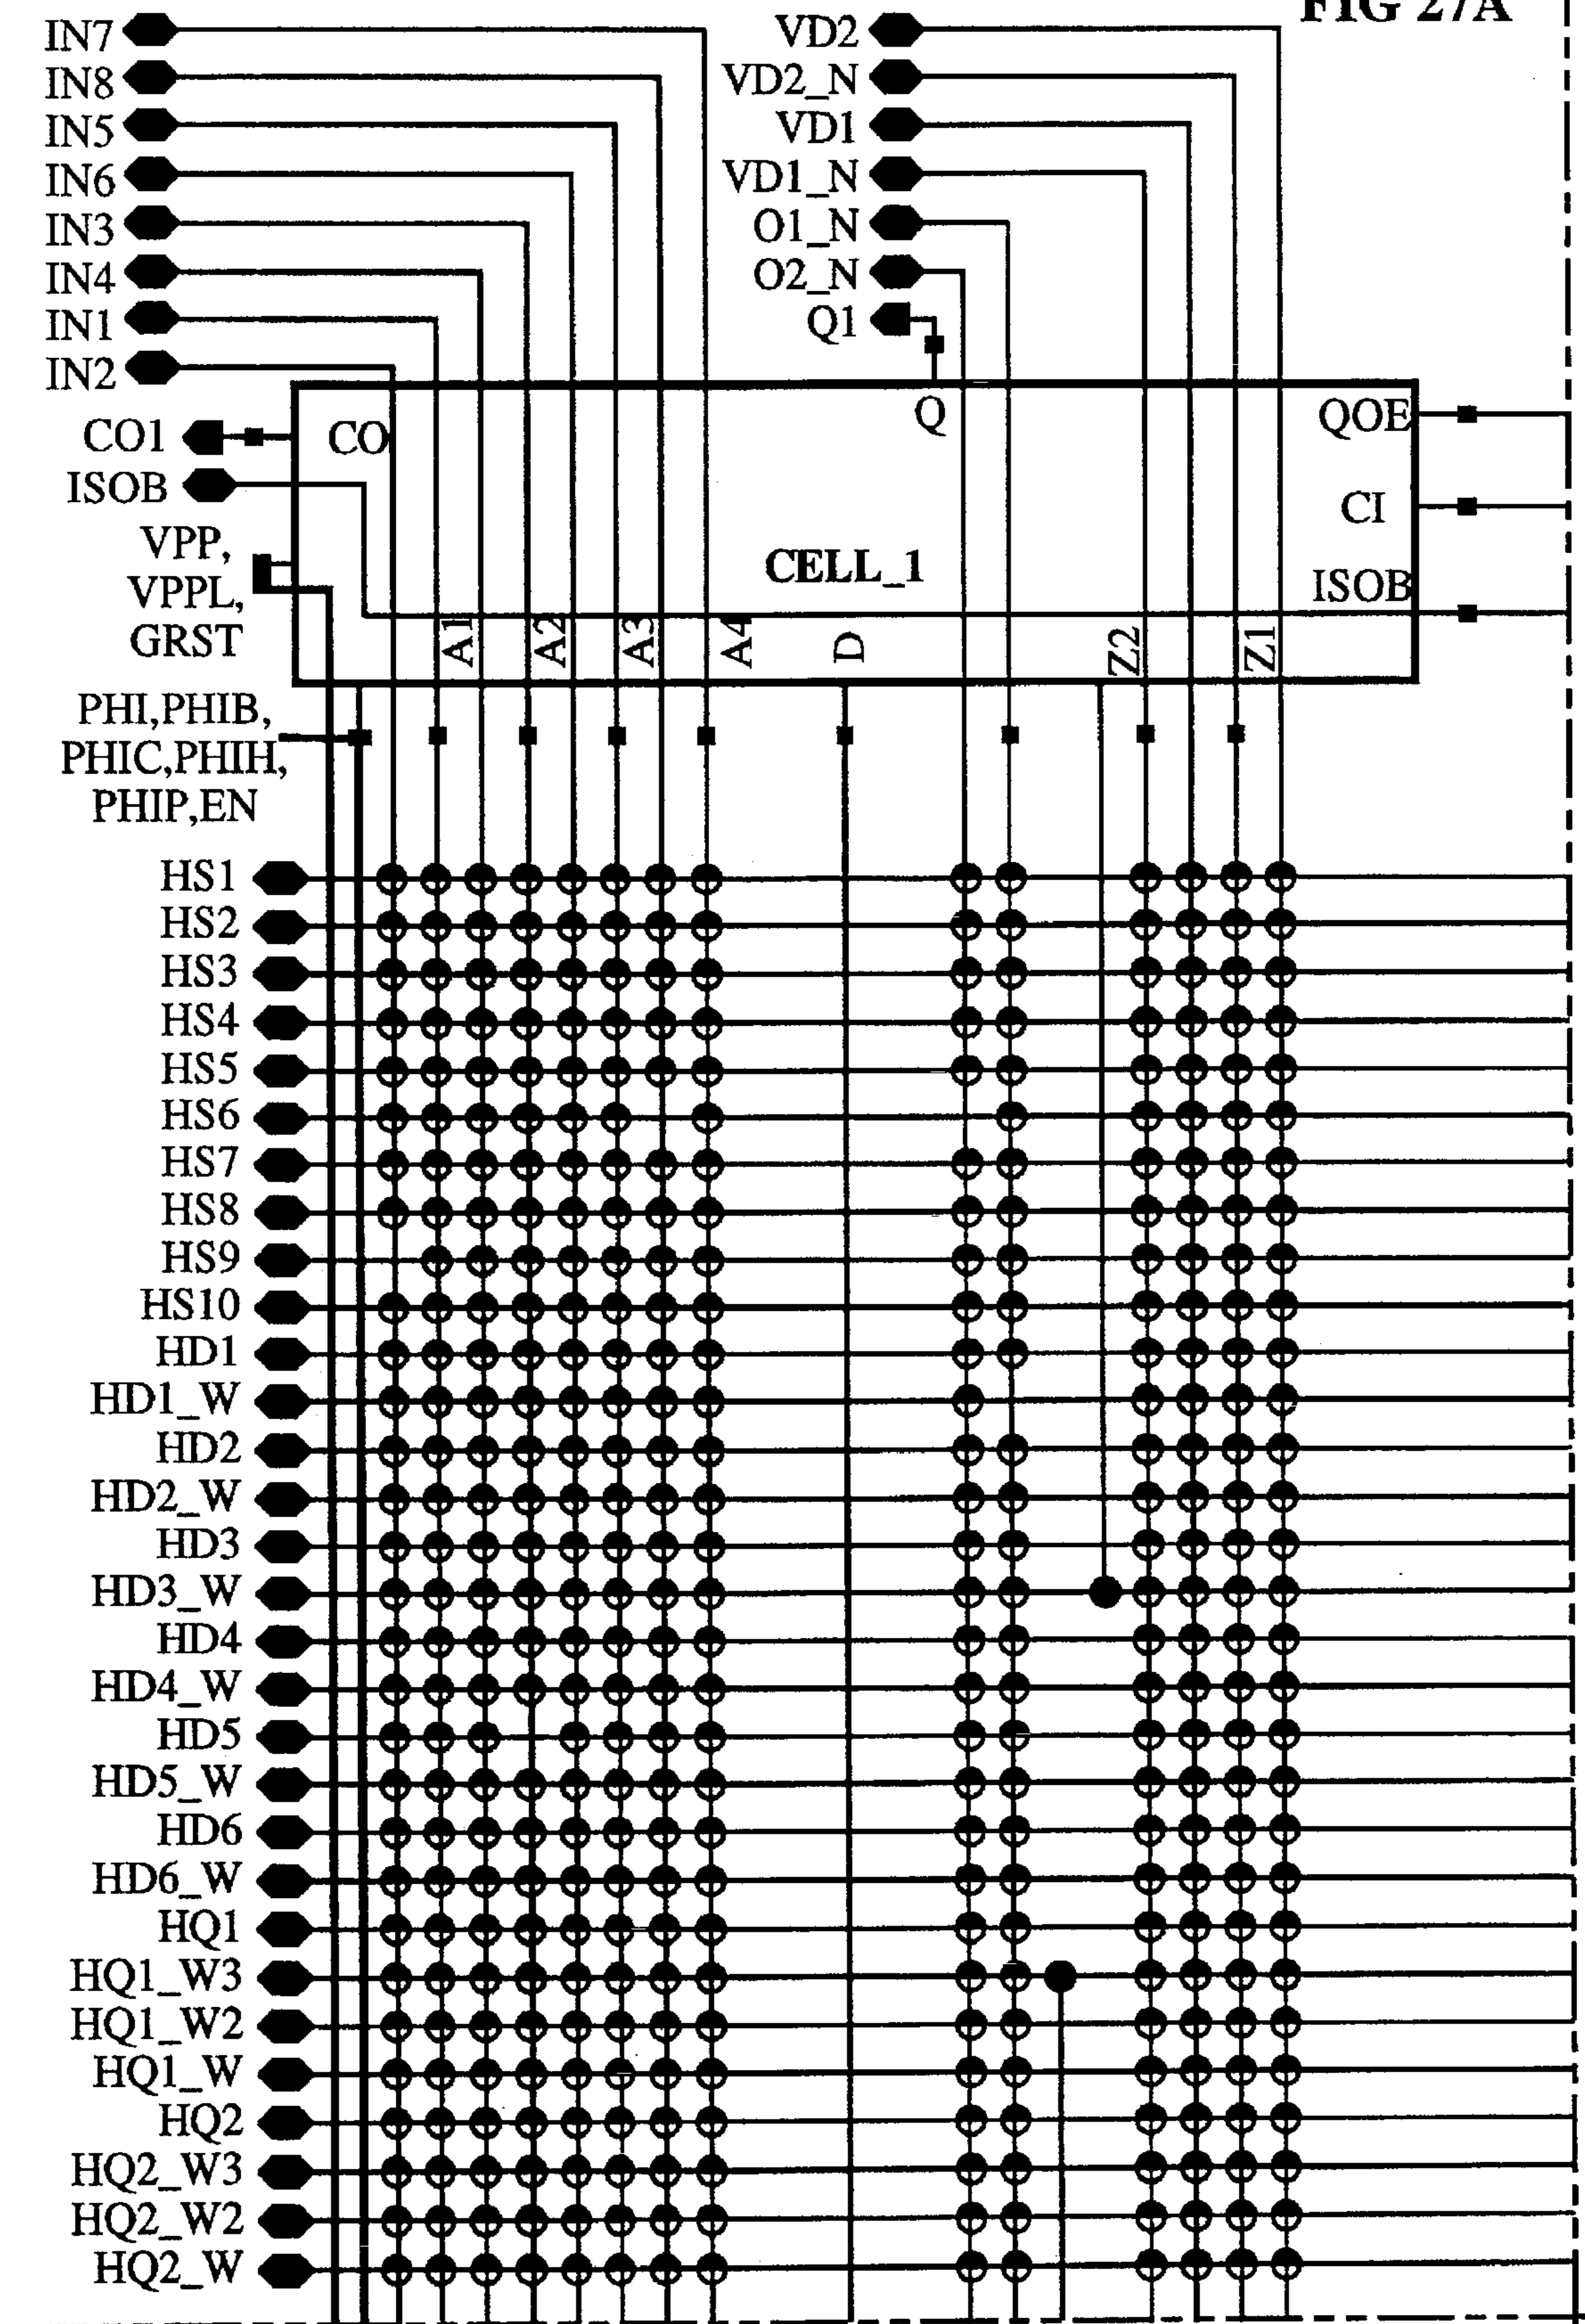 FIG 27A
IN7
IN8
IN5
IN6
IN3
IN4
IN1
IN2
VD2
VD2_N
VD1
VD1_N
O1_N
O2_N
Q1
CO1
ISOB
VPP,
VPPL,
GRST
CO
Q
QOE
CI
ISOB
CELL_1
A1
A2
A3
A4
D
Z2
Z1
PHI,PHIB,
PHIC,PHIH,
PHIP,EN
HS1
HS2
HS3
HS4
HS5
HS6
HS7
HS8
HS9
HS10
HD1
HD1_W
HD2
HD2_W
HD3
HD3_W
HD4
HD4_W
HD5
HD5_W
HD6
HD6_W
HQ1
HQ1_W3
HQ1_W2
HQ1_W
HQ2
HQ2_W3
HQ2_W2
HQ2_W